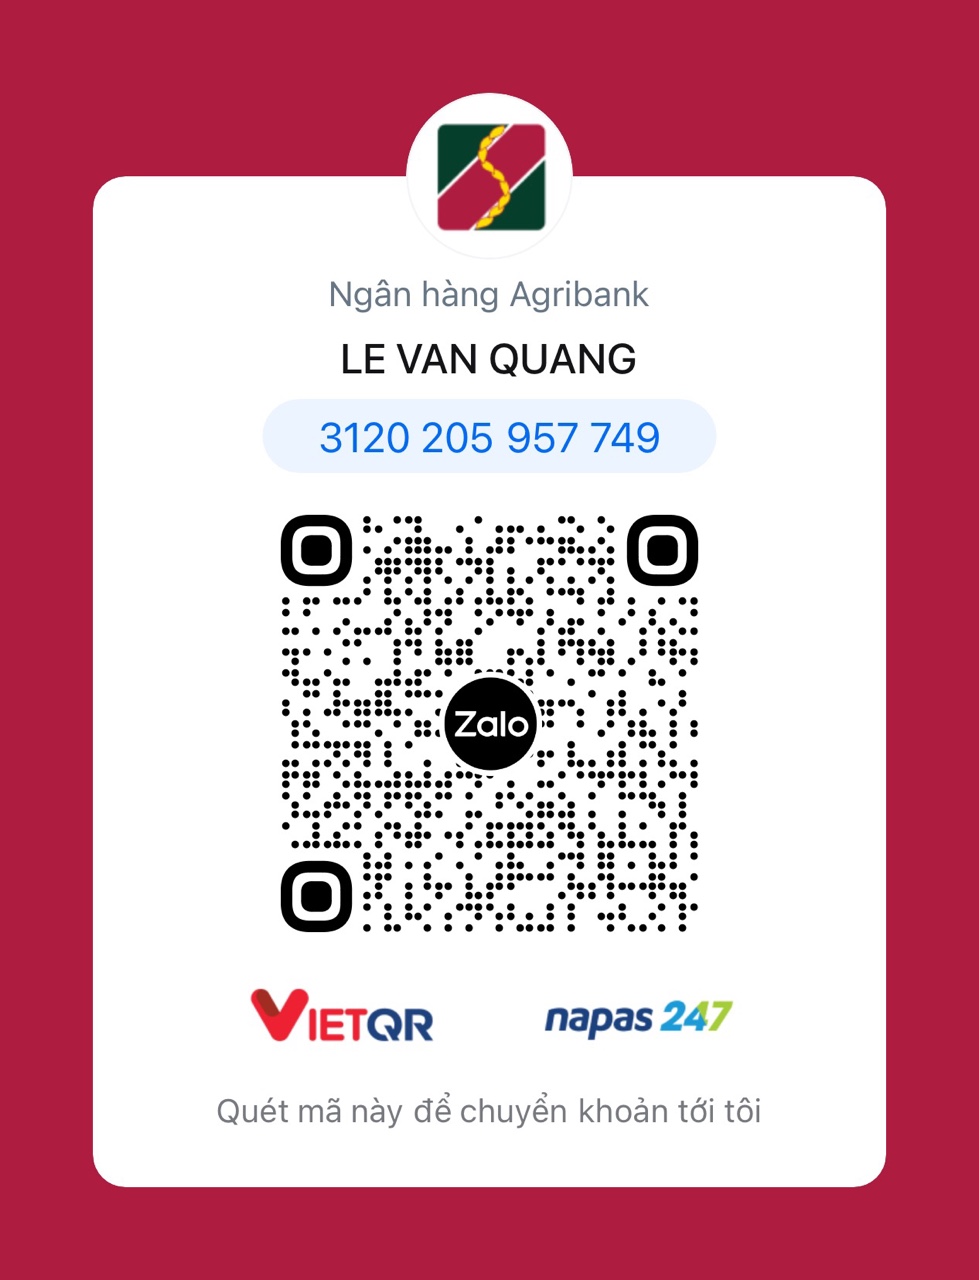 Ngân hàng Agribank
LE VAN QUANG
3120 205 957 749
Zalo
VIETQR
napas 247
Quét mã này để chuyển khoản tới tôi